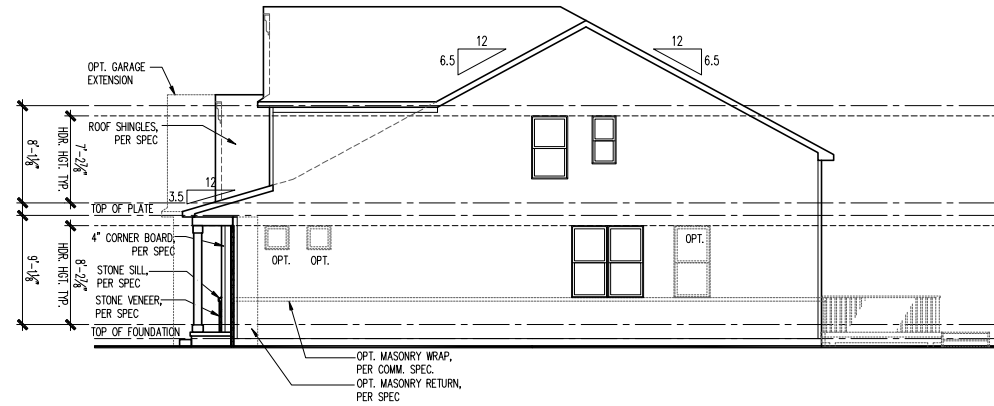 12
6.5
12
6.5
OPT. GARAGE
EXTENSION
ROOF SHINGLES,
PER SPEC
8'-1⅛"
7'-2⅞"
HDR. HGT. TYP.
12
3.5
TOP OF PLATE
4" CORNER BOARD,
PER SPEC
STONE SILL,
PER SPEC
STONE VENEER,
PER SPEC
9'-1⅛"
8'-2⅞"
HDR. HGT. TYP.
OPT.
OPT.
OPT.
TOP OF FOUNDATION
OPT. MASONRY WRAP,
PER COMM. SPEC.
OPT. MASONRY RETURN,
PER SPEC